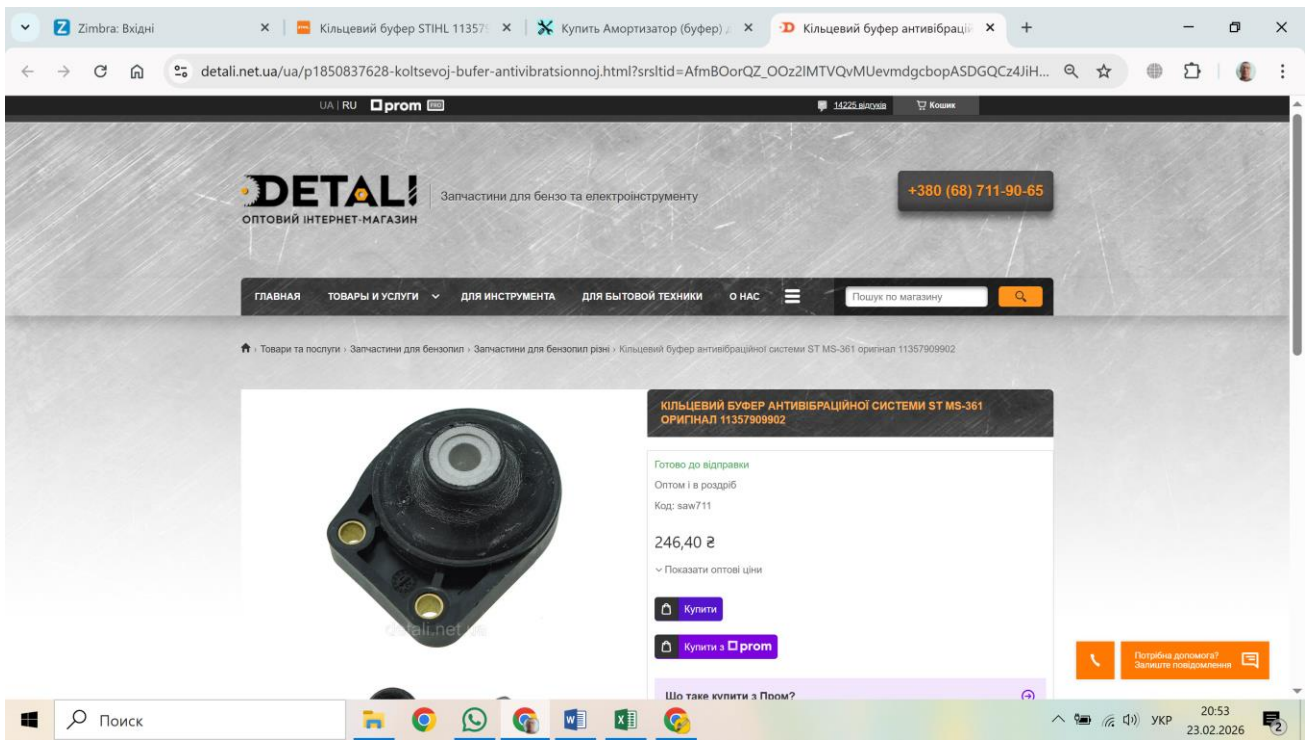 Zimbra: Вхідні
Кільцевий буфер STIHL 11357
Купить Амортизатор (буфер) д
Кільцевий буфер антивібраці
detali.net.ua/ua/p1850837628-koltsevoj-bufer-antivibratsionnoj.html?srsltid=
UA | RU prom PRO
14225 відгуків
Кошик
DETALI
ОПТОВИЙ ІНТЕРНЕТ-МАГАЗИН
Запчастини для бензо та електроінструменту
+380 (68) 711-90-65
ГЛАВНАЯ ТОВАРЫ И УСЛУГИ ДЛЯ ИНСТРУМЕНТА ДЛЯ БЫТОВОЙ ТЕХНИКИ О НАС
Пошук по магазину
Товари та послуги › Запчастини для бензопил › Запчастини для бензопил різні › Кільцевий буфер антивібраційної системи ST MS-361 оригінал 11357909902
КІЛЬЦЕВИЙ БУФЕР АНТИВІБРАЦІЙНОЇ СИСТЕМИ ST MS-361
ОРИГІНАЛ 11357909902
Готово до відправки
Оптом і в роздріб
Код: saw711
246,40 ₴
Показати оптові ціни
Купити
Купити з prom
detali.net.ua
Що таке купити з Пром?
Потрібна допомога?
Залиште повідомлення
Поиск
УКР
20:53
23.02.2026
2